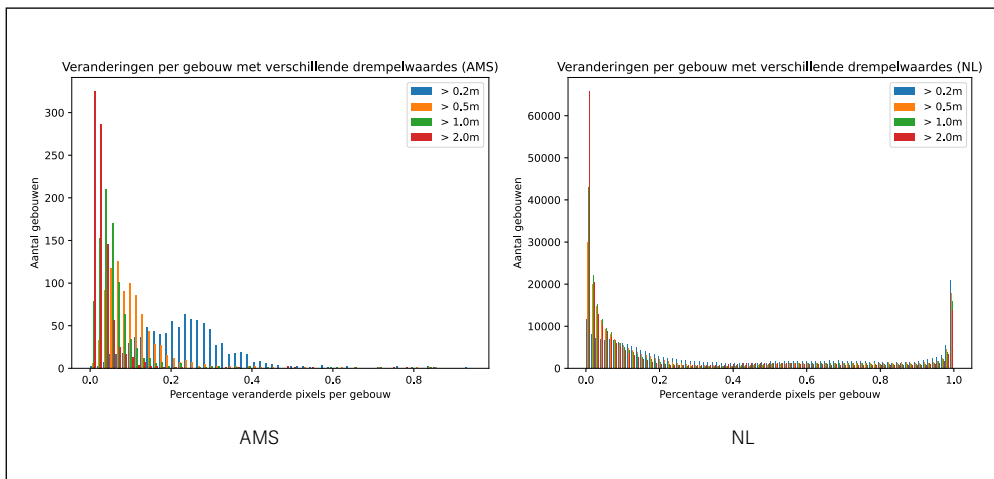 Veranderingen per gebouw met verschillende drempelwaardes (AMS)
> 0.2m
> 0.5m
> 1.0m
> 2.0m
300
250
200
150
100
50
0
Aantal gebouwen
0.0 0.2 0.4 0.6 0.8
Percentage veranderde pixels per gebouw
AMS
Veranderingen per gebouw met verschillende drempelwaardes (NL)
> 0.2m
> 0.5m
> 1.0m
> 2.0m
60000
50000
40000
30000
20000
10000
0
Aantal gebouwen
0.0 0.2 0.4 0.6 0.8 1.0
Percentage veranderde pixels per gebouw
NL